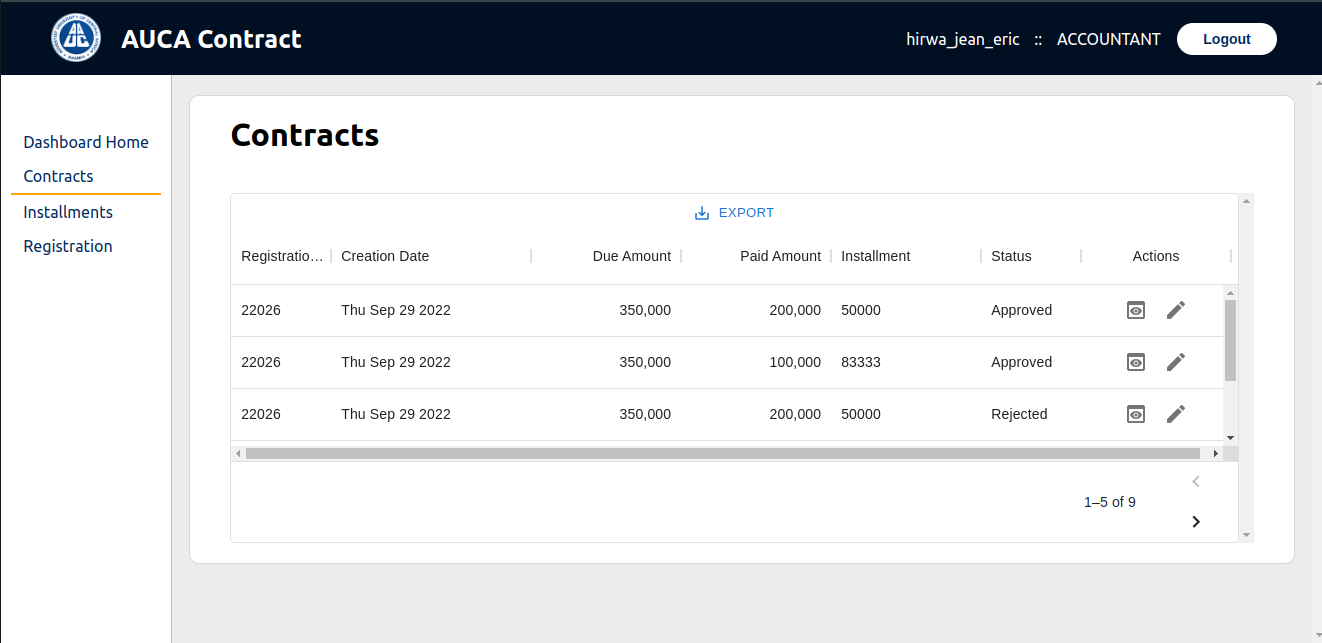 AUCA Contract
hirwa_jean_eric :: ACCOUNTANT Logout
Dashboard Home
Contracts
Installments
Registration
Contracts
EXPORT
Registratio… Creation Date Due Amount Paid Amount Installment Status Actions
22026 Thu Sep 29 2022 350,000 200,000 50000 Approved
22026 Thu Sep 29 2022 350,000 100,000 83333 Approved
22026 Thu Sep 29 2022 350,000 200,000 50000 Rejected
1–5 of 9